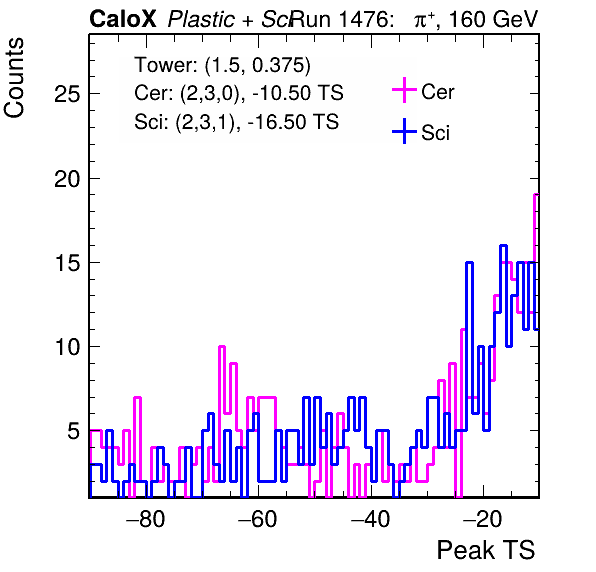 CaloX Plastic + Sci Run 1476: π+, 160 GeV
Counts
Tower: (1.5, 0.375)
Cer: (2,3,0), -10.50 TS
Sci: (2,3,1), -16.50 TS
Cer
Sci
25
20
15
10
5
−80 −60 −40 −20
Peak TS